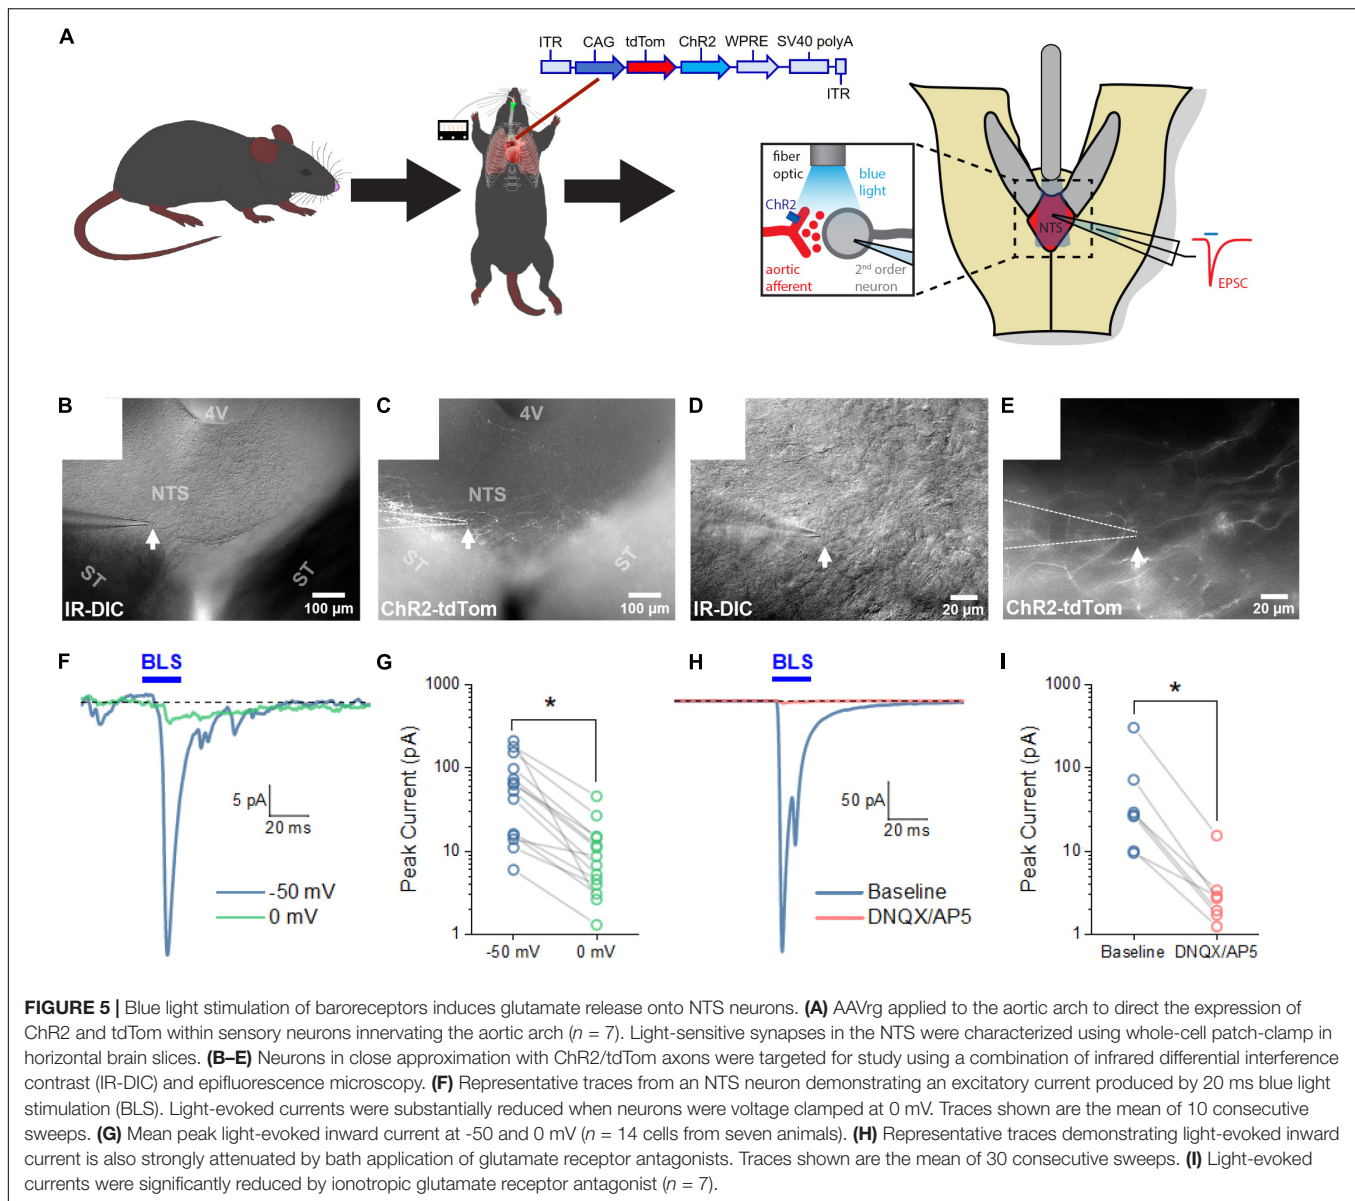 A
ITR CAG tdTom ChR2 WPRE SV40 polyA
ITR
fiber
optic
blue
light
ChR2
aortic
afferent
2nd order
neuron
NTS
EPSC
B
4V
NTS
ST
ST
IR-DIC
100 µm
C
4V
NTS
ST
ST
ChR2-tdTom
100 µm
D
IR-DIC
20 µm
E
ChR2-tdTom
20 µm
F
BLS
5 pA
20 ms
-50 mV
0 mV
G
Peak Current (pA)
1000
100
10
1
*
-50 mV
0 mV
H
BLS
50 pA
20 ms
Baseline
DNQX/AP5
I
Peak Current (pA)
1000
100
10
1
*
Baseline
DNQX/AP5
FIGURE 5 | Blue light stimulation of baroreceptors induces glutamate release onto NTS neurons. (A) AAVrg applied to the aortic arch to direct the expression of
ChR2 and tdTom within sensory neurons innervating the aortic arch (n = 7). Light-sensitive synapses in the NTS were characterized using whole-cell patch-clamp in
horizontal brain slices. (B–E) Neurons in close approximation with ChR2/tdTom axons were targeted for study using a combination of infrared differential interference
contrast (IR-DIC) and epifluorescence microscopy. (F) Representative traces from an NTS neuron demonstrating an excitatory current produced by 20 ms blue light
stimulation (BLS). Light-evoked currents were substantially reduced when neurons were voltage clamped at 0 mV. Traces shown are the mean of 10 consecutive
sweeps. (G) Mean peak light-evoked inward current at -50 and 0 mV (n = 14 cells from seven animals). (H) Representative traces demonstrating light-evoked inward
current is also strongly attenuated by bath application of glutamate receptor antagonists. Traces shown are the mean of 30 consecutive sweeps. (I) Light-evoked
currents were significantly reduced by ionotropic glutamate receptor antagonist (n = 7).